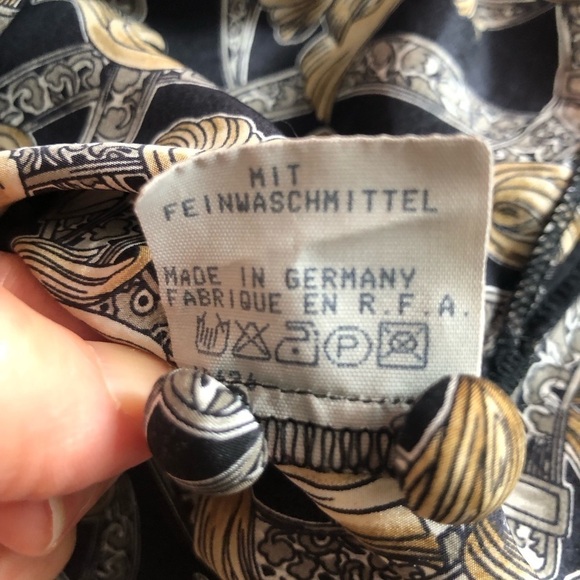 MIT
FEINWASCHMITTEL
MADE IN GERMANY
FABRIQUE EN R.F.A.
P